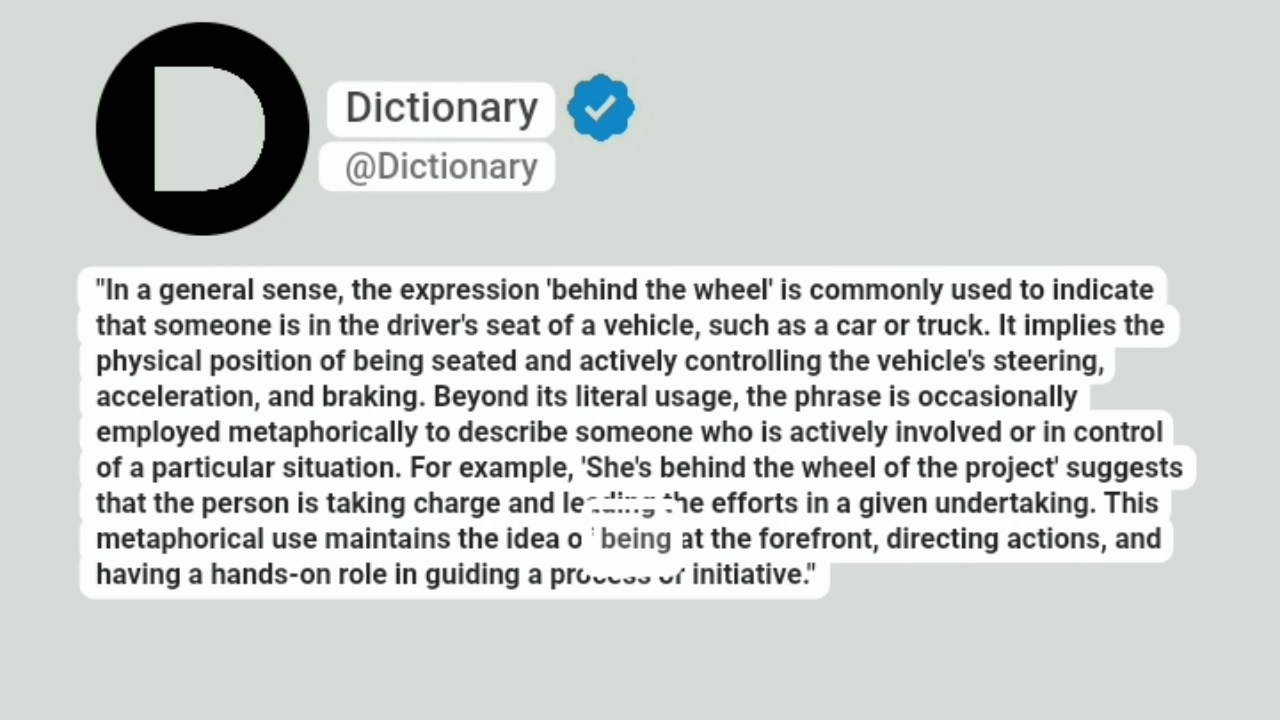 D
Dictionary
@Dictionary
"In a general sense, the expression 'behind the wheel' is commonly used to indicate
that someone is in the driver's seat of a vehicle, such as a car or truck. It implies the
physical position of being seated and actively controlling the vehicle's steering,
acceleration, and braking. Beyond its literal usage, the phrase is occasionally
employed metaphorically to describe someone who is actively involved or in control
of a particular situation. For example, 'She's behind the wheel of the project' suggests
that the person is taking charge and leading the efforts in a given undertaking. This
metaphorical use maintains the idea of being at the forefront, directing actions, and
having a hands-on role in guiding a process or initiative."